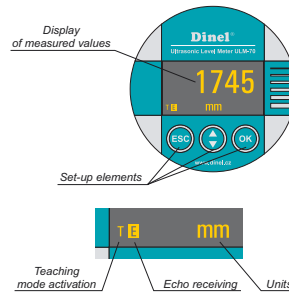 Display
of measured values
Dinel®
Ultrasonic Level Meter ULM-70
1745
T E mm
ESC OK
www.dinel.cz
Set-up elements
T E mm
Teaching
mode activation
Echo receiving
Units